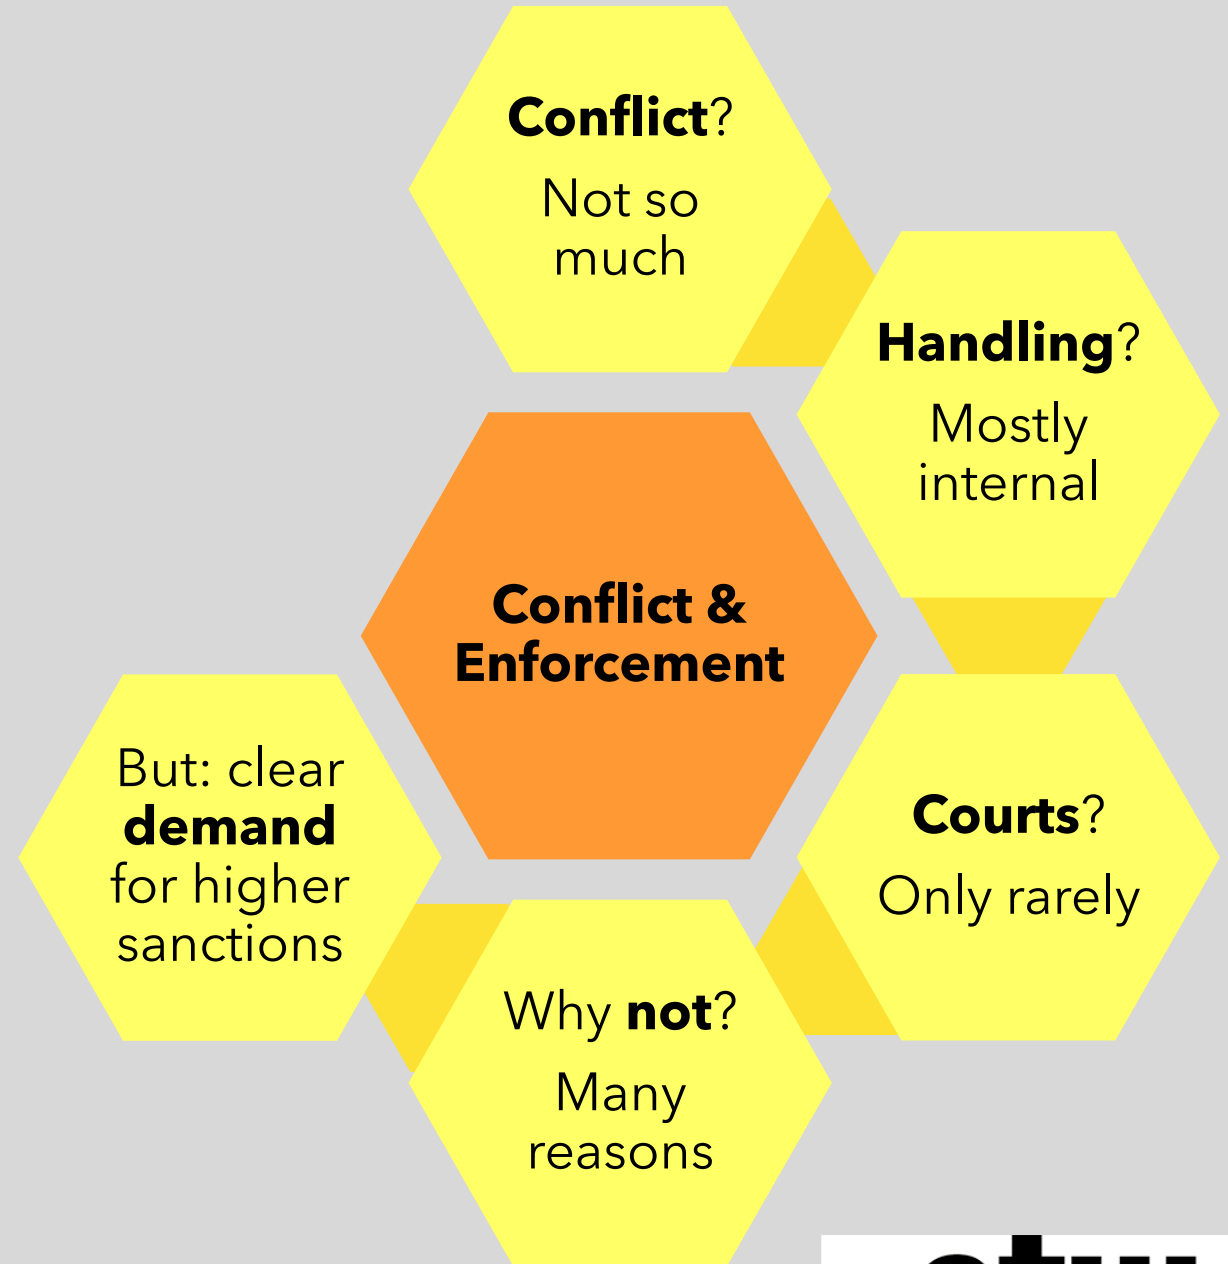 Conflict?
Not so
much
Handling?
Mostly
internal
Conflict &
Enforcement
Courts?
Only rarely
Why not?
Many
reasons
But: clear
demand
for higher
sanctions